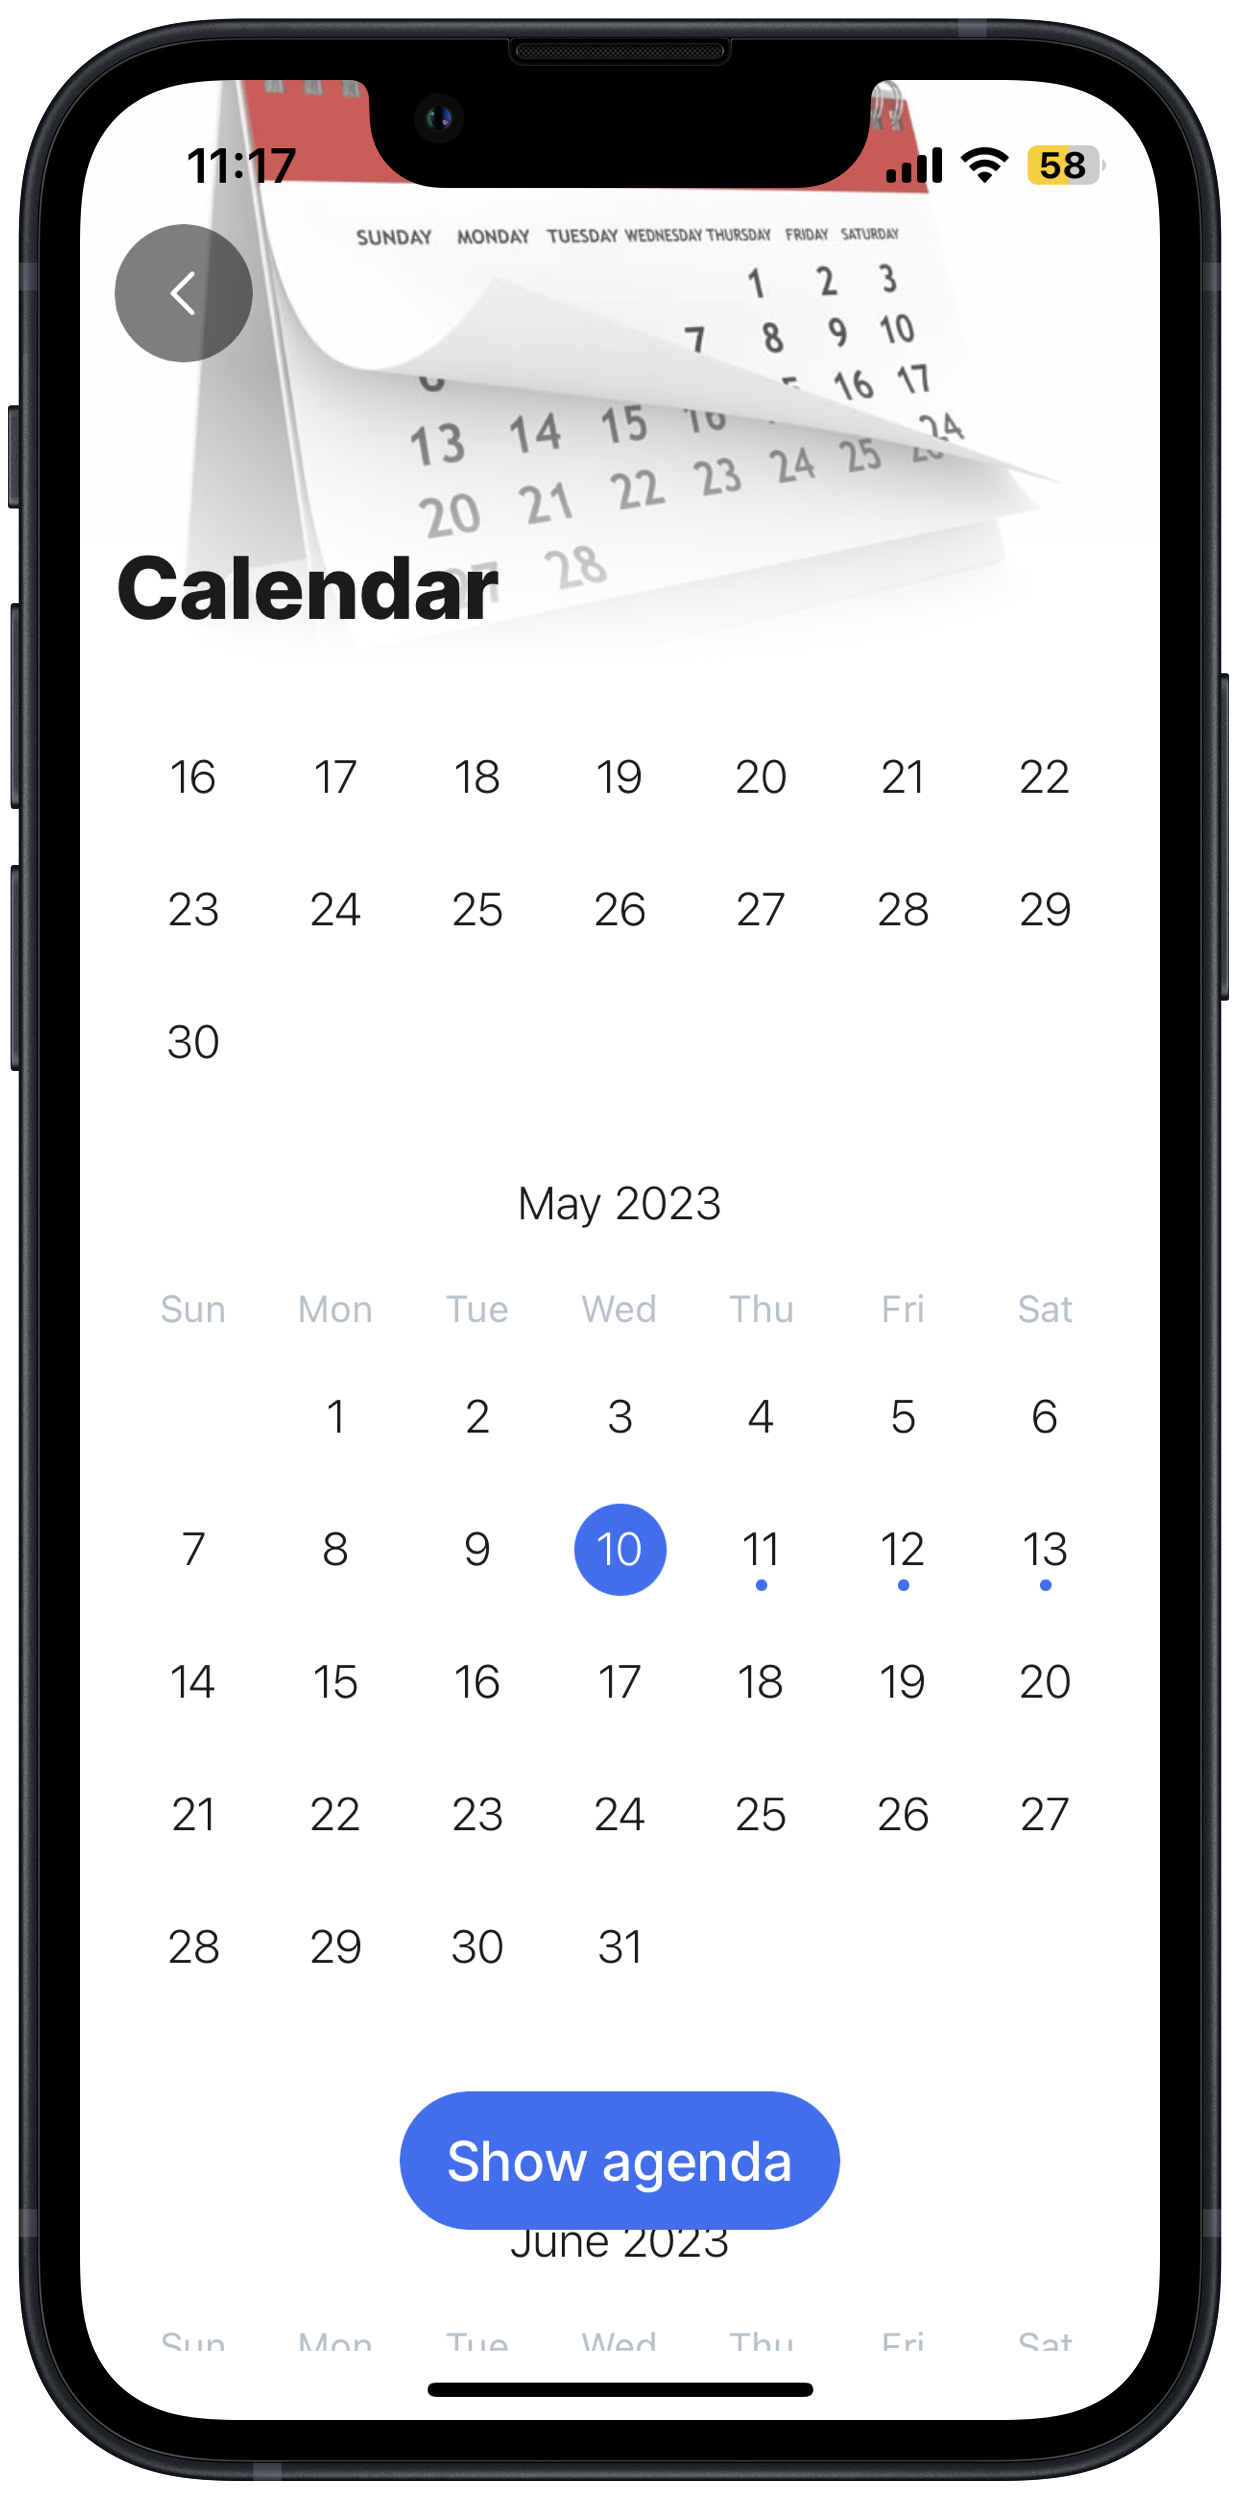 11:17
58
SUNDAY MONDAY TUESDAY WEDNESDAY THURSDAY FRIDAY SATURDAY
1 2 3
7 8 9 10
16 17
13 14 15 16
24
20 21 22 23 24 25
28
Calendar
16 17 18 19 20 21 22
23 24 25 26 27 28 29
30
May 2023
Sun Mon Tue Wed Thu Fri Sat
1 2 3 4 5 6
7 8 9 10 11 12 13
14 15 16 17 18 19 20
21 22 23 24 25 26 27
28 29 30 31
Show agenda
June 2023
Sun Mon Tue Wed Thu Fri Sat